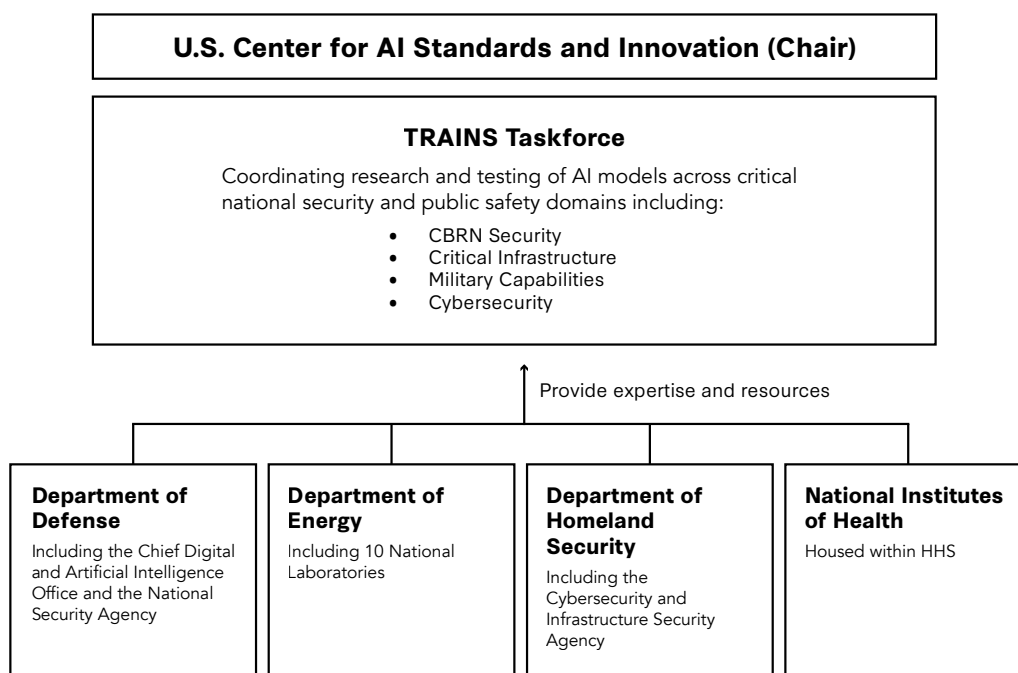 U.S. Center for AI Standards and Innovation (Chair)
TRAINS Taskforce
Coordinating research and testing of AI models across critical
national security and public safety domains including:
• CBRN Security
• Critical Infrastructure
• Military Capabilities
• Cybersecurity
Provide expertise and resources
Department of
Defense
Including the Chief Digital
and Artificial Intelligence
Office and the National
Security Agency
Department of
Energy
Including 10 National
Laboratories
Department of
Homeland
Security
Including the
Cybersecurity and
Infrastructure Security
Agency
National Institutes
of Health
Housed within HHS